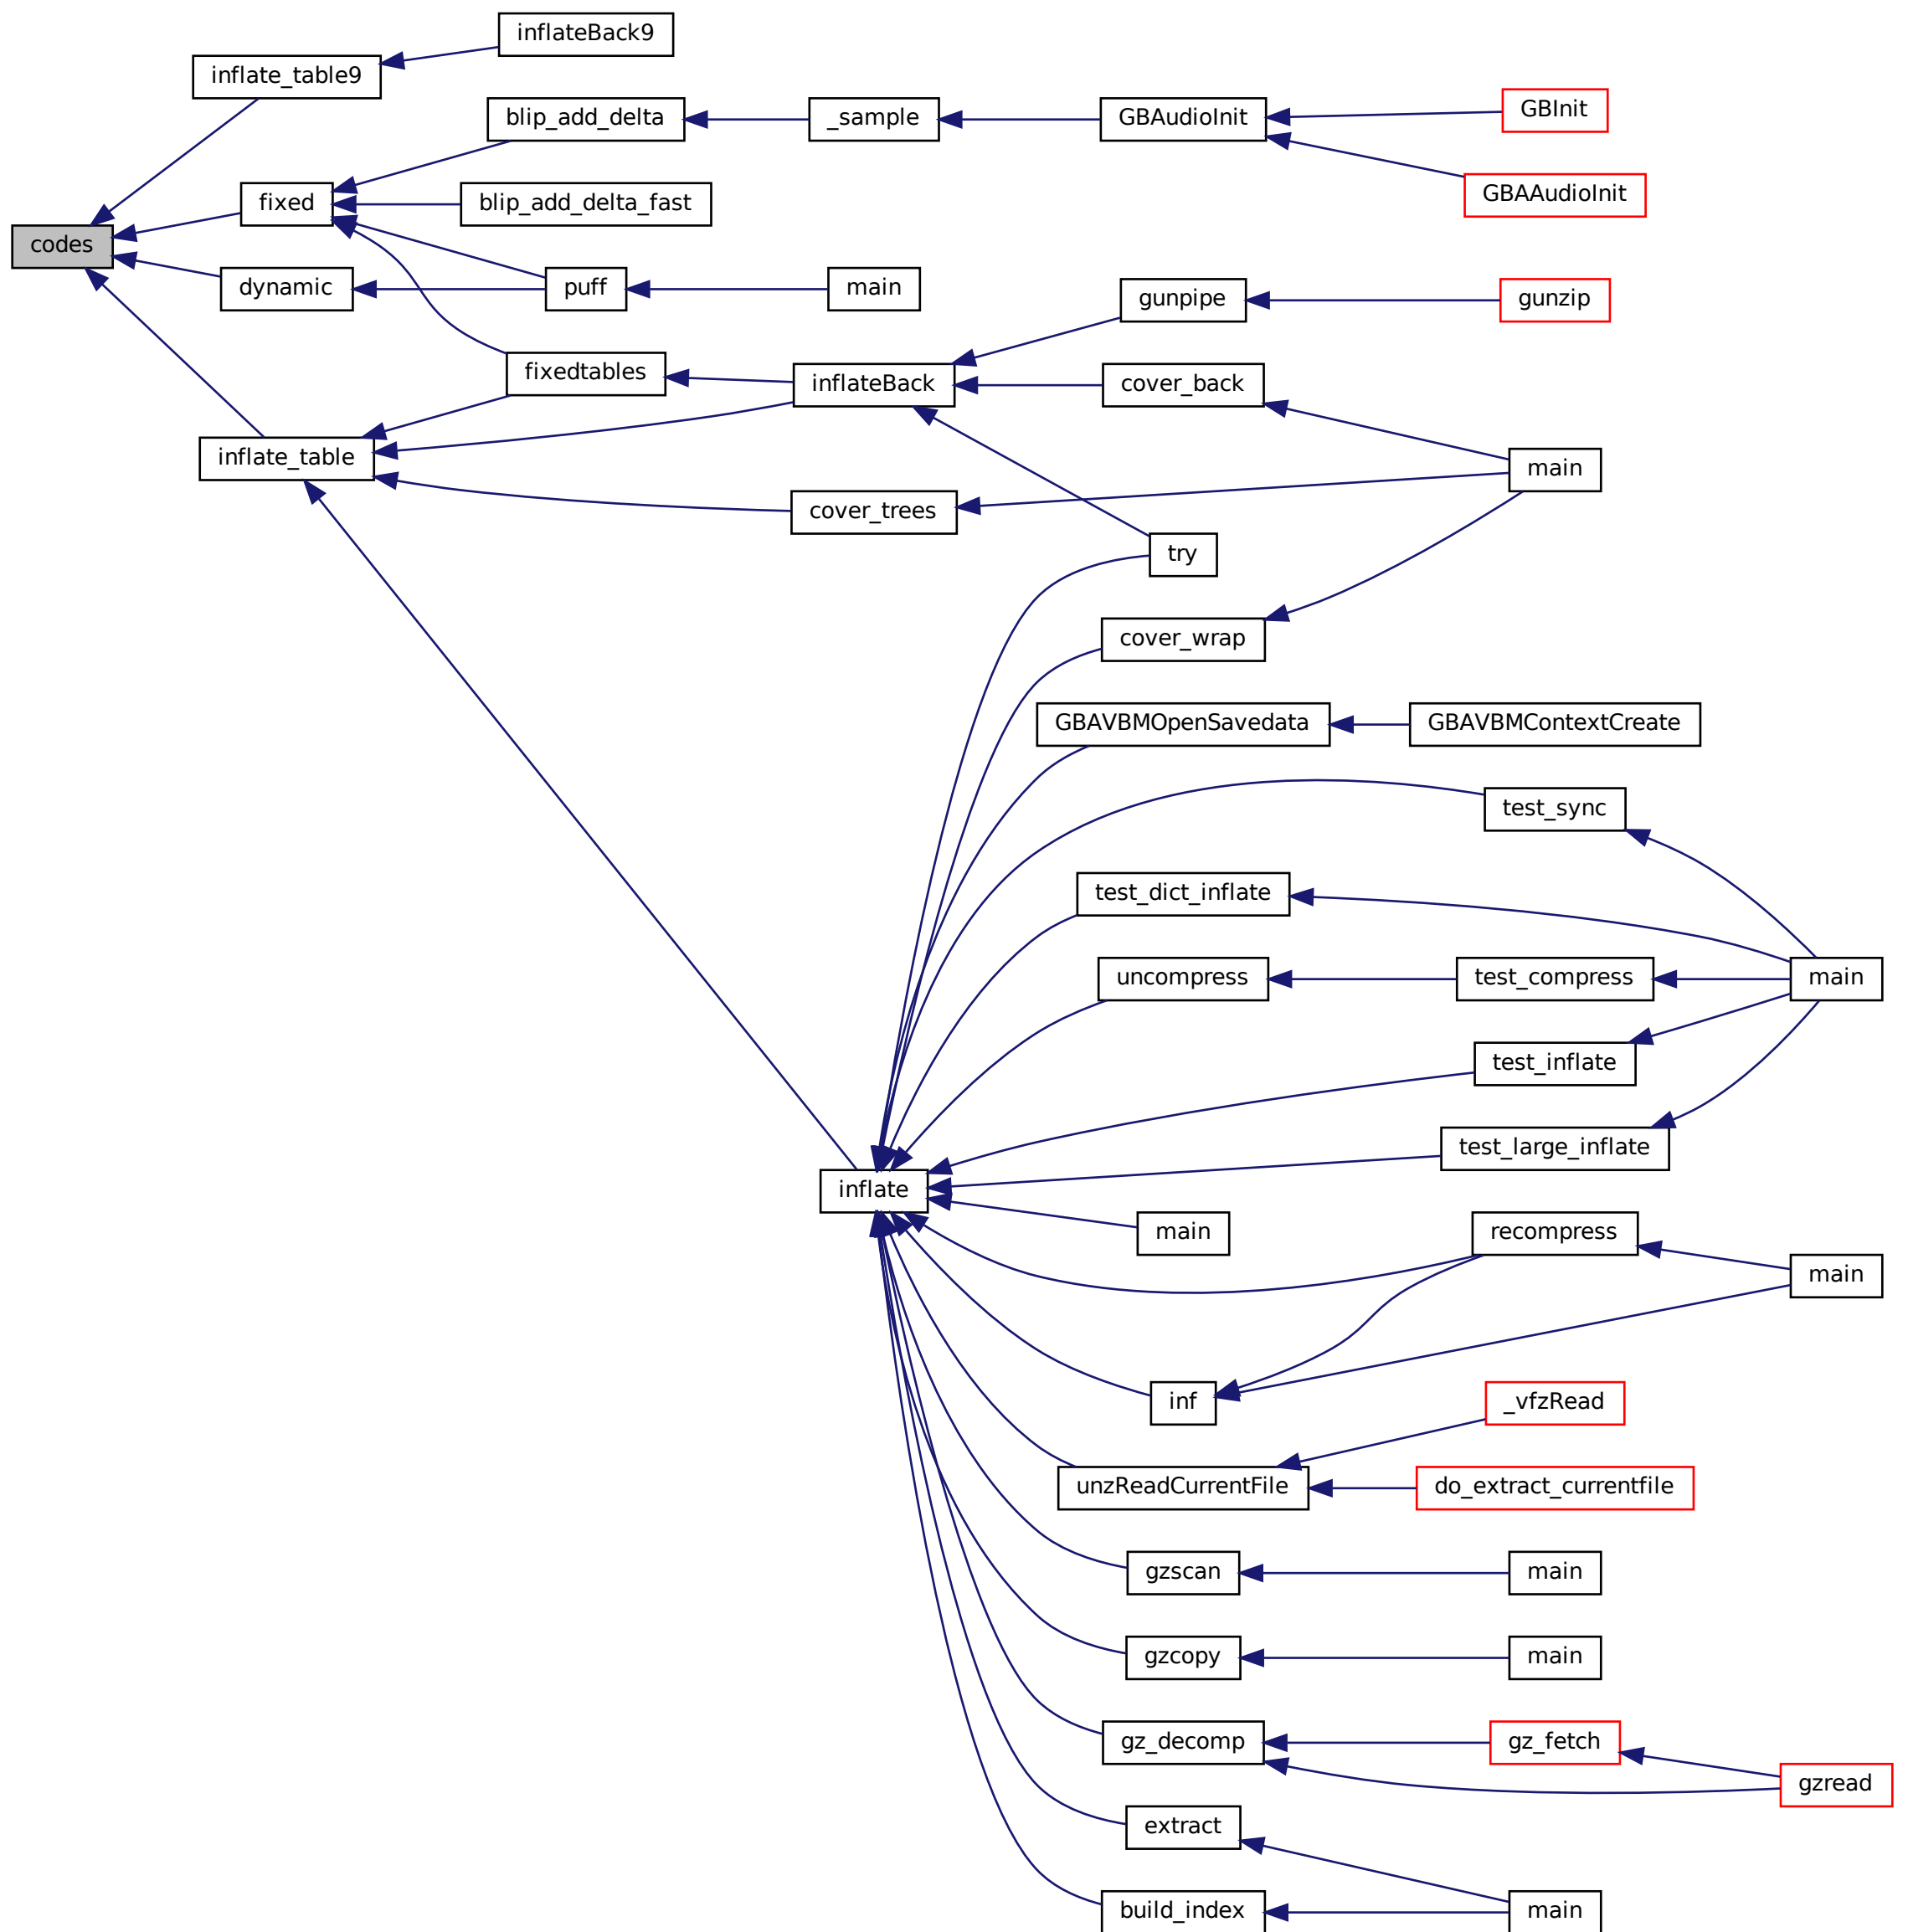 inflateBack9
inflate_table9
blip_add_delta
_sample
GBAudioInit
GBInit
GBAAudioInit
fixed
blip_add_delta_fast
codes
dynamic
puff
main
gunpipe
gunzip
fixedtables
inflateBack
cover_back
inflate_table
main
cover_trees
try
cover_wrap
GBAVBMOpenSavedata
GBAVBMContextCreate
test_sync
test_dict_inflate
uncompress
test_compress
main
test_inflate
test_large_inflate
inflate
main
recompress
main
inf
_vfzRead
unzReadCurrentFile
do_extract_currentfile
gzscan
main
gzcopy
main
gz_decomp
gz_fetch
gzread
extract
build_index
main